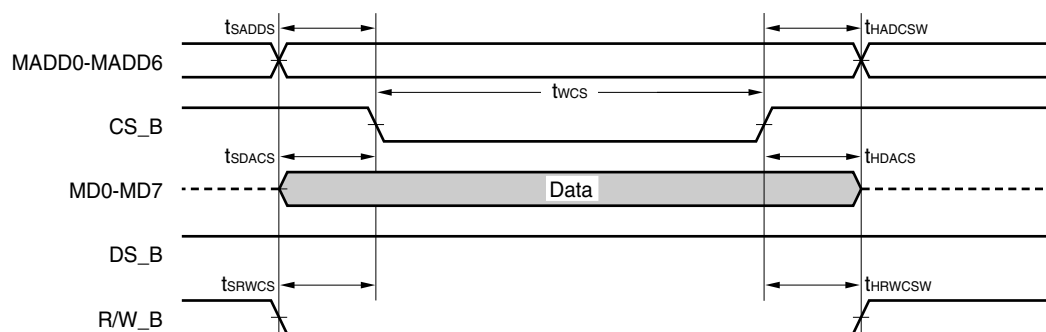 tSADDS tHADCSW
MADD0-MADD6
tWCS
CS_B
tSDACS tHDACS
MD0-MD7 Data
DS_B
tSRWCS tHRWCSW
R/W_B